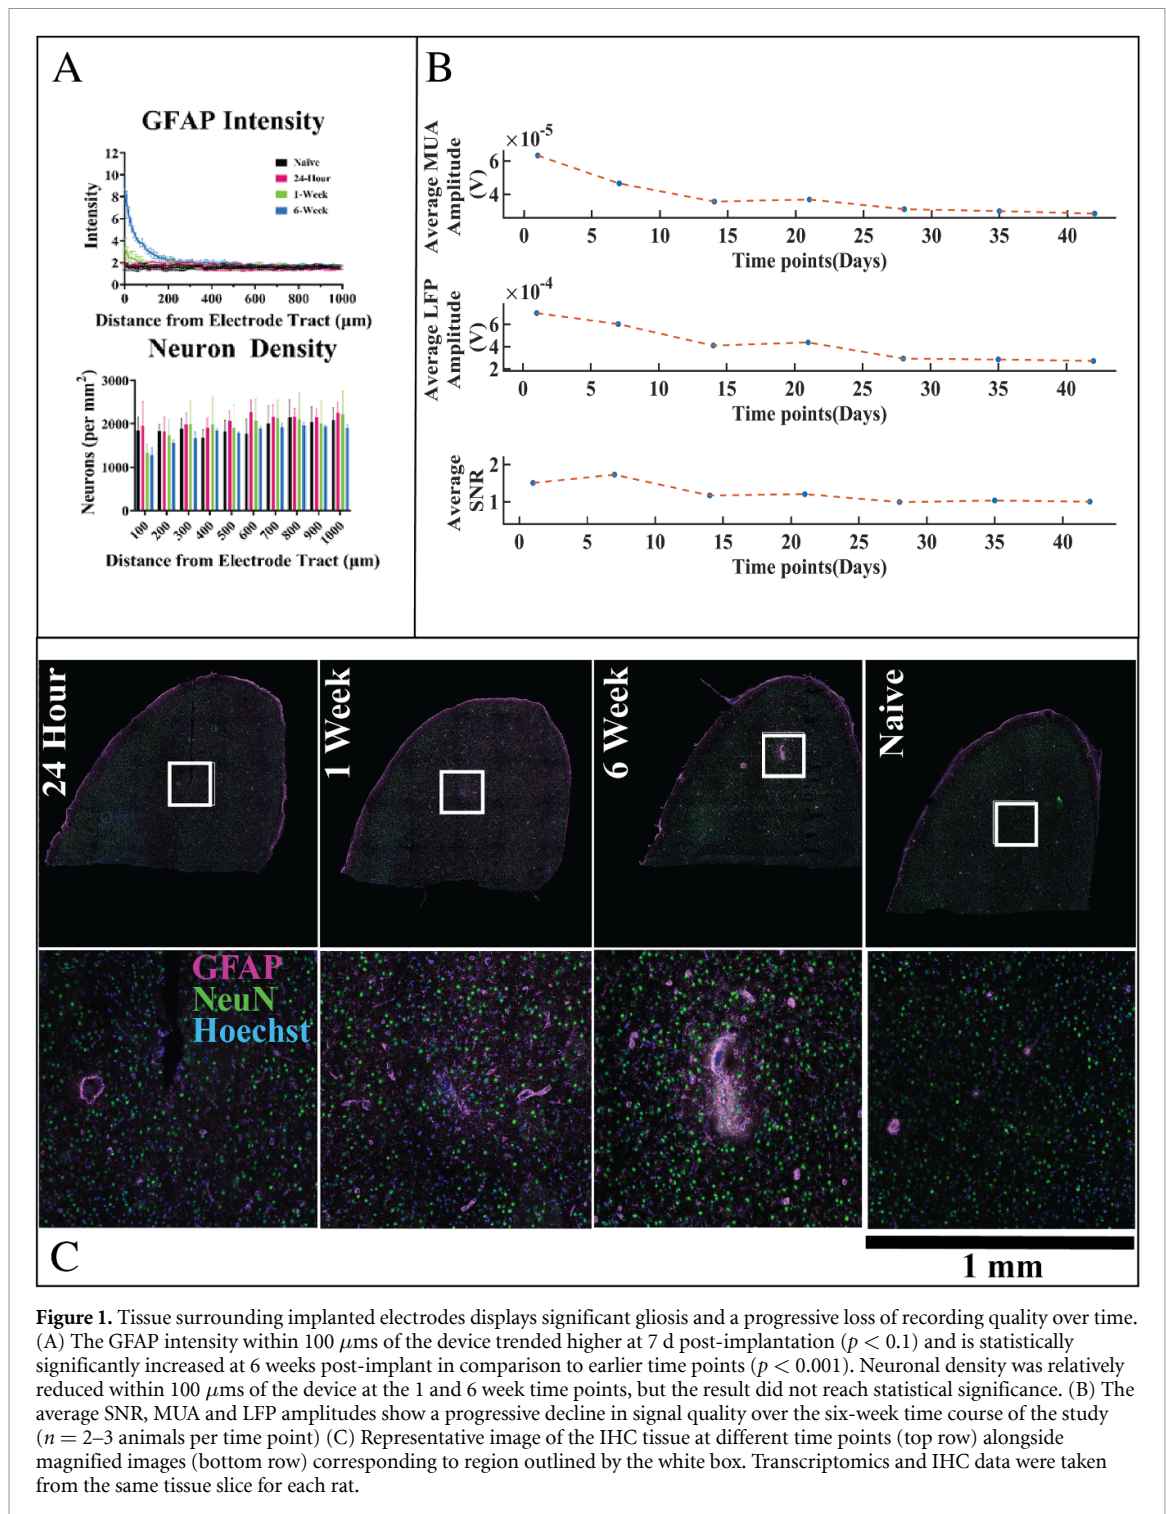 A
GFAP Intensity
12
10
8
6
4
2
0
Intensity
Naïve
24-Hour
1-Week
6-Week
0 200 400 600 800 1000
Distance from Electrode Tract (μm)
Neuron Density
3000
2000
1000
0
Neurons (per mm²)
100 200 300 400 500 600 700 800 900 1000
Distance from Electrode Tract (μm)
B
×10⁻⁵
6
4
Average MUA
Amplitude
(V)
0 5 10 15 20 25 30 35 40
Time points(Days)
×10⁻⁴
6
4
2
Average LFP
Amplitude
(V)
0 5 10 15 20 25 30 35 40
Time points(Days)
2
1
Average
SNR
0 5 10 15 20 25 30 35 40
Time points(Days)
24 Hour
1 Week
6 Week
Naive
GFAP
NeuN
Hoechst
C
1 mm
Figure 1. Tissue surrounding implanted electrodes displays significant gliosis and a progressive loss of recording quality over time.
(A) The GFAP intensity within 100 μms of the device trended higher at 7 d post-implantation (p < 0.1) and is statistically
significantly increased at 6 weeks post-implant in comparison to earlier time points (p < 0.001). Neuronal density was relatively
reduced within 100 μms of the device at the 1 and 6 week time points, but the result did not reach statistical significance. (B) The
average SNR, MUA and LFP amplitudes show a progressive decline in signal quality over the six-week time course of the study
(n = 2–3 animals per time point) (C) Representative image of the IHC tissue at different time points (top row) alongside
magnified images (bottom row) corresponding to region outlined by the white box. Transcriptomics and IHC data were taken
from the same tissue slice for each rat.